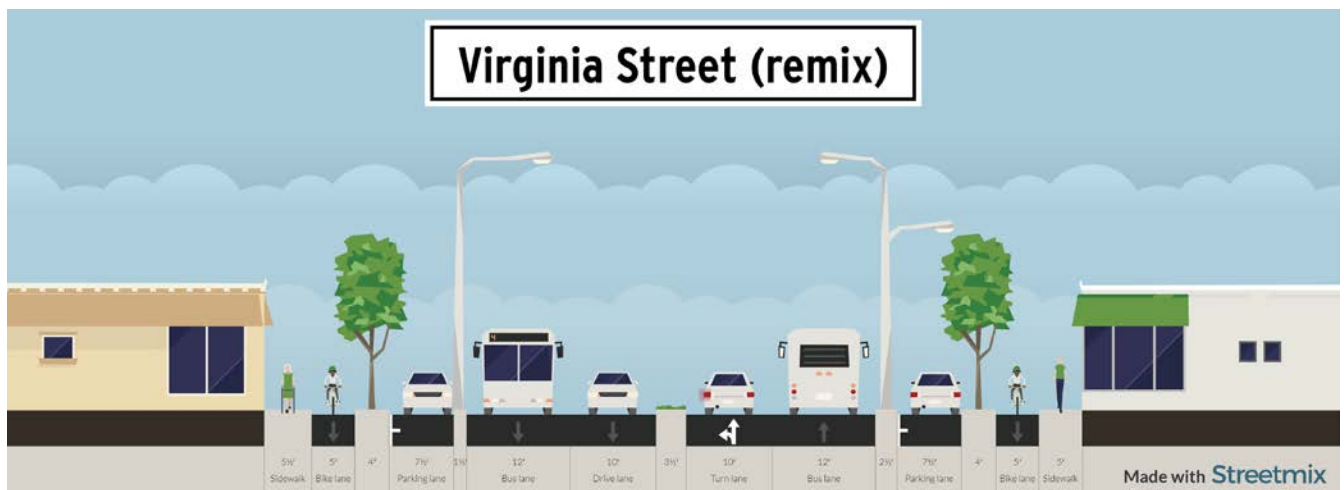 Virginia Street (remix)
4
5½' 5' 4' 7½' 1½' 12' 10' 3½' 10' 12' 2½' 7½' 4' 5' 5'
Sidewalk Bike lane Parking lane Bus lane Drive lane Turn lane Bus lane Parking lane Bike lane Sidewalk
Made with Streetmix